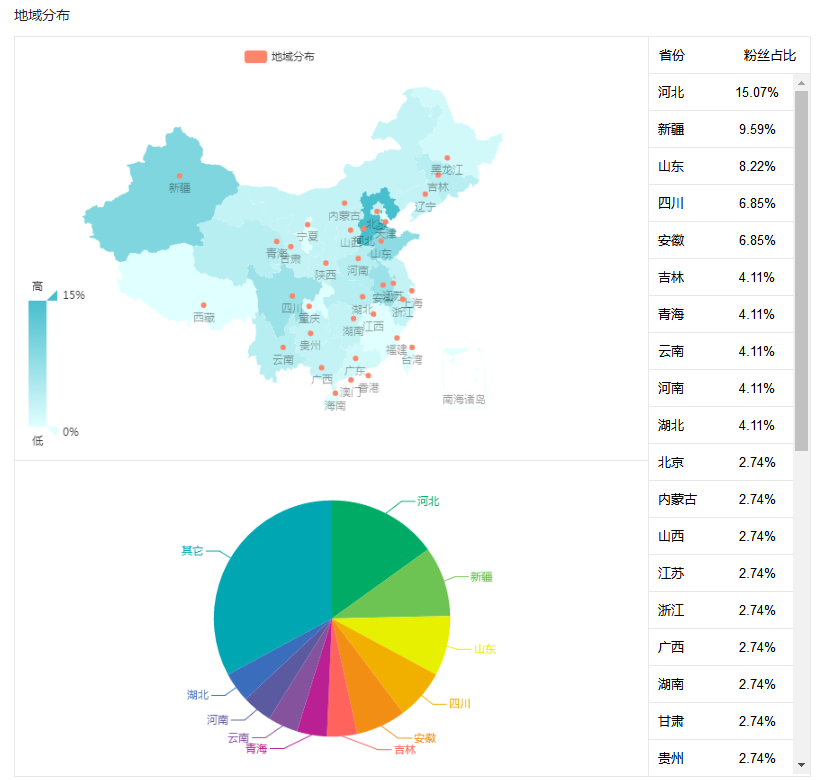 地域分布
地域分布
省份 粉丝占比
河北 15.07%
新疆 9.59%
山东 8.22%
四川 6.85%
安徽 6.85%
吉林 4.11%
青海 4.11%
云南 4.11%
河南 4.11%
湖北 4.11%
北京 2.74%
内蒙古 2.74%
山西 2.74%
江苏 2.74%
浙江 2.74%
广西 2.74%
湖南 2.74%
甘肃 2.74%
贵州 2.74%
黑龙江
新疆
吉林
辽宁
内蒙古
北京
天津
宁夏
山西
河北
青海
甘肃
山东
陕西
河南
四川
安徽
江苏
上海
西藏
重庆
湖北
浙江
湖南
江西
贵州
福建
云南
台湾
广西
广东
澳门
香港
海南
南海诸岛
高
15%
0%
低
河北
其它
新疆
山东
湖北
四川
河南
云南
青海
安徽
吉林